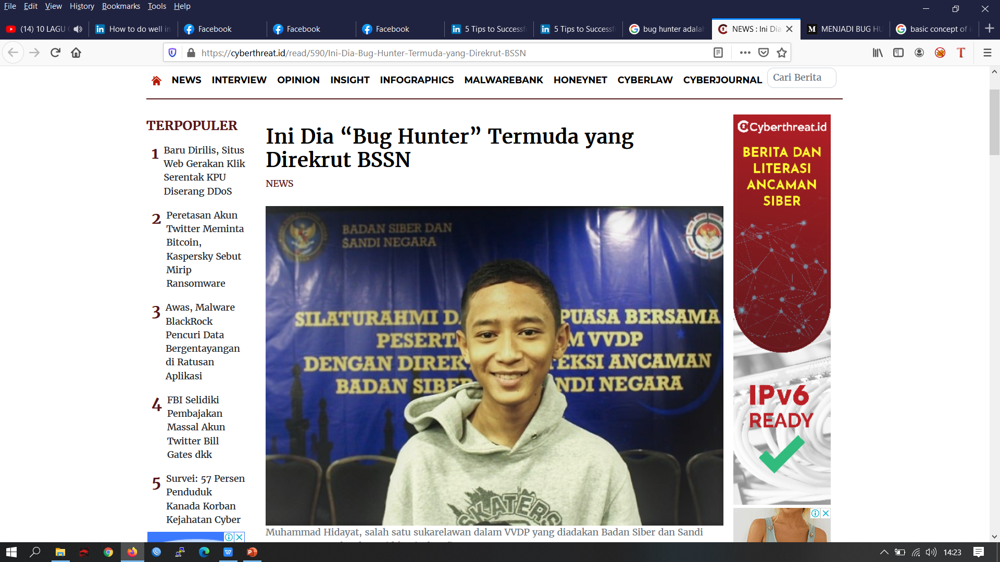 File Edit View History Bookmarks Tools Help
(14) 10 LAGU
How to do well in
Facebook
Facebook
Facebook
5 Tips to Successf
5 Tips to Successf
bug hunter adalah
NEWS : Ini Dia
MENJADI BUG HU
basic concept of i
https://cyberthreat.id/read/590/Ini-Dia-Bug-Hunter-Termuda-yang-Direkrut-BSSN
NEWS INTERVIEW OPINION INSIGHT INFOGRAPHICS MALWAREBANK HONEYNET CYBERLAW CYBERJOURNAL Cari Berita
TERPOPULER
1 Baru Dirilis, Situs
Web Gerakan Klik
Serentak KPU
Diserang DDoS
2 Peretasan Akun
Twitter Meminta
Bitcoin,
Kaspersky Sebut
Mirip
Ransomware
3 Awas, Malware
BlackRock
Pencuri Data
Bergentayangan
di Ratusan
Aplikasi
4 FBI Selidiki
Pembajakan
Massal Akun
Twitter Bill
Gates dkk
5 Survei: 57 Persen
Penduduk
Kanada Korban
Kejahatan Cyber
Ini Dia “Bug Hunter” Termuda yang
Direkrut BSSN
NEWS
BADAN SIBER DAN
SANDI NEGARA
SILATURAHMI D PUASA BERSAMA
PESERT M VVDP
DENGAN DIREK EKSI ANCAMAN
BADAN SIBER NDI NEGARA
SKATERS
Muhammad Hidayat, salah satu sukarelawan dalam VVDP yang diadakan Badan Siber dan Sandi
Cyberthreat.id
BERITA DAN
LITERASI
ANCAMAN
SIBER
IPv6
READY
14:23